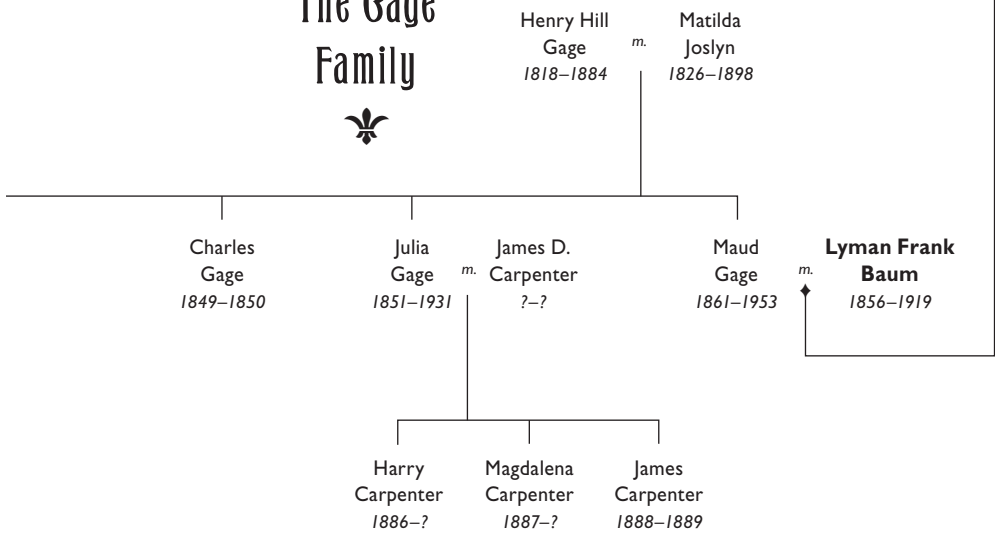 The Gage
Family
Henry Hill
Gage
1818–1884
m.
Matilda
Joslyn
1826–1898
Charles
Gage
1849–1850
Julia
Gage
1851–1931
m.
James D.
Carpenter
?–?
Maud
Gage
1861–1953
m.
Lyman Frank
Baum
1856–1919
Harry
Carpenter
1886–?
Magdalena
Carpenter
1887–?
James
Carpenter
1888–1889